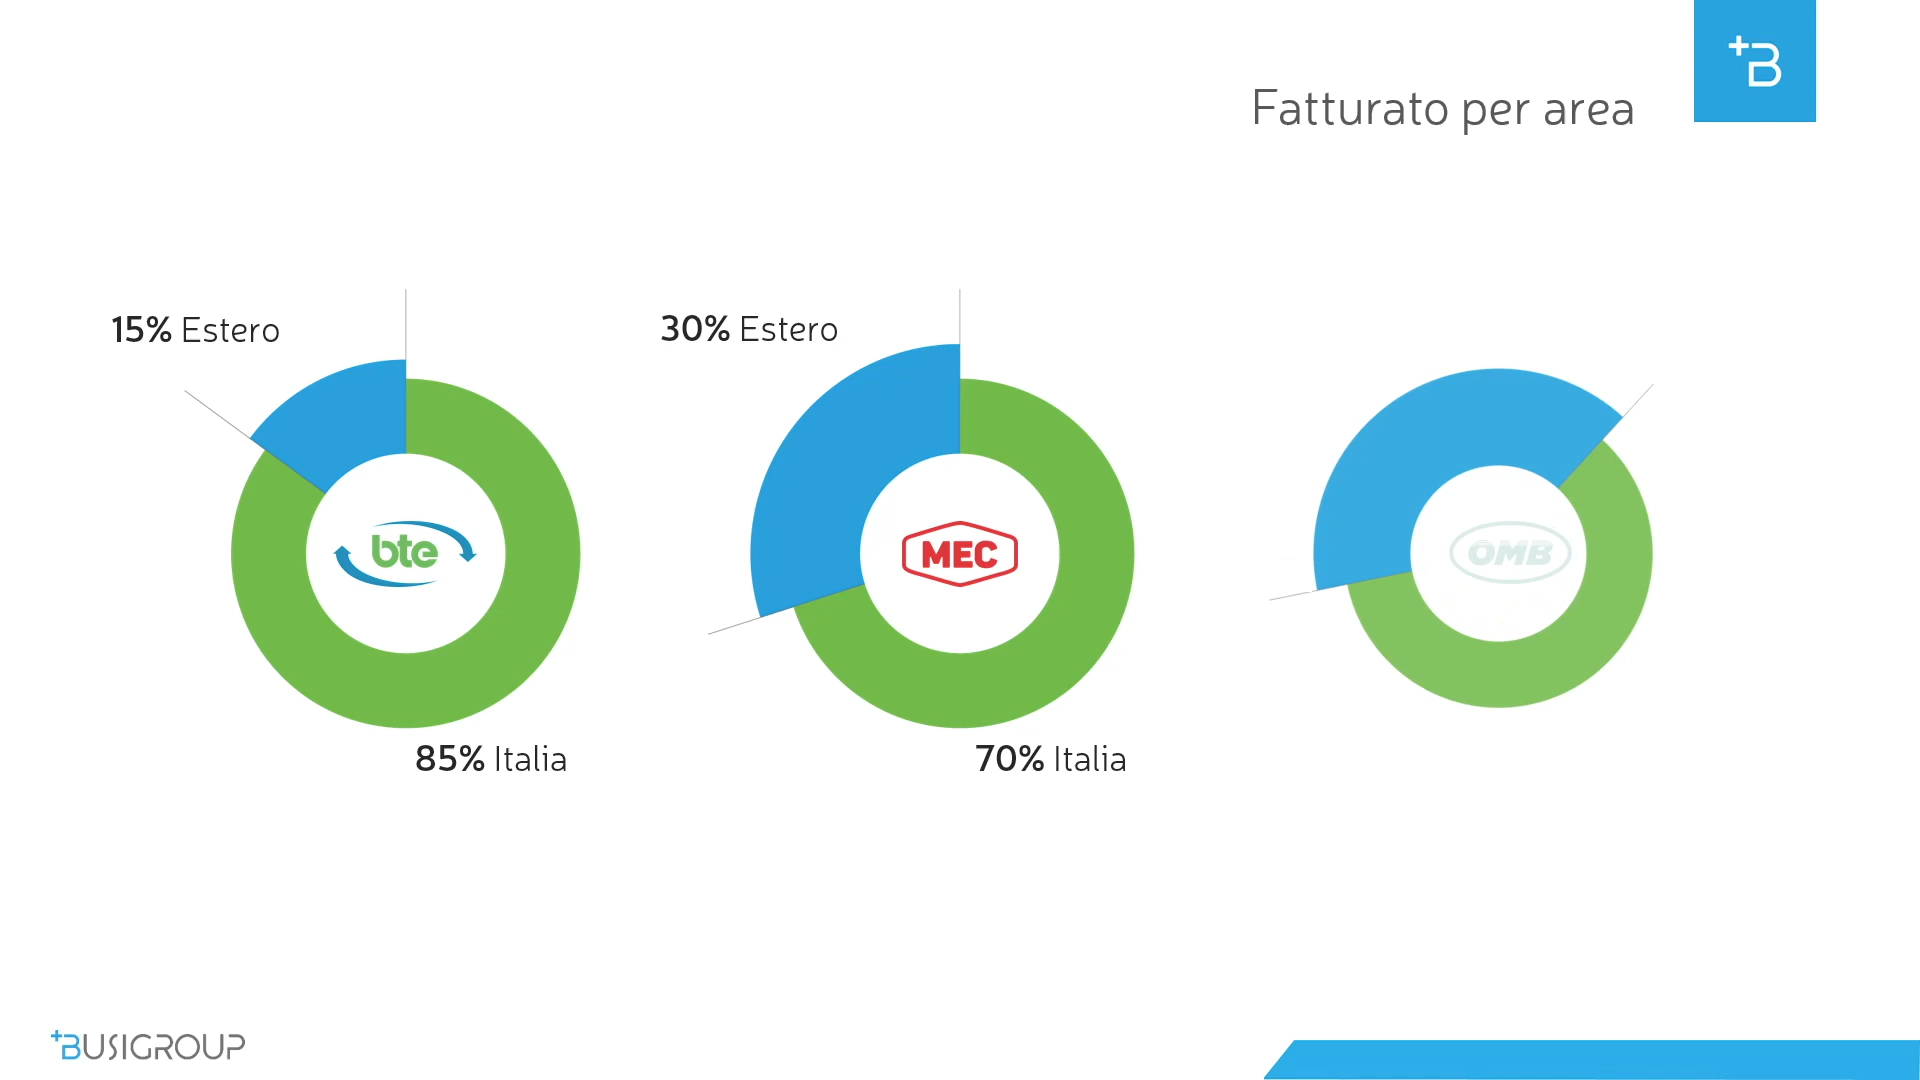 +B
Fatturato per area
15% Estero
bte
85% Italia
30% Estero
MEC
70% Italia
OMB
+BUSIGROUP